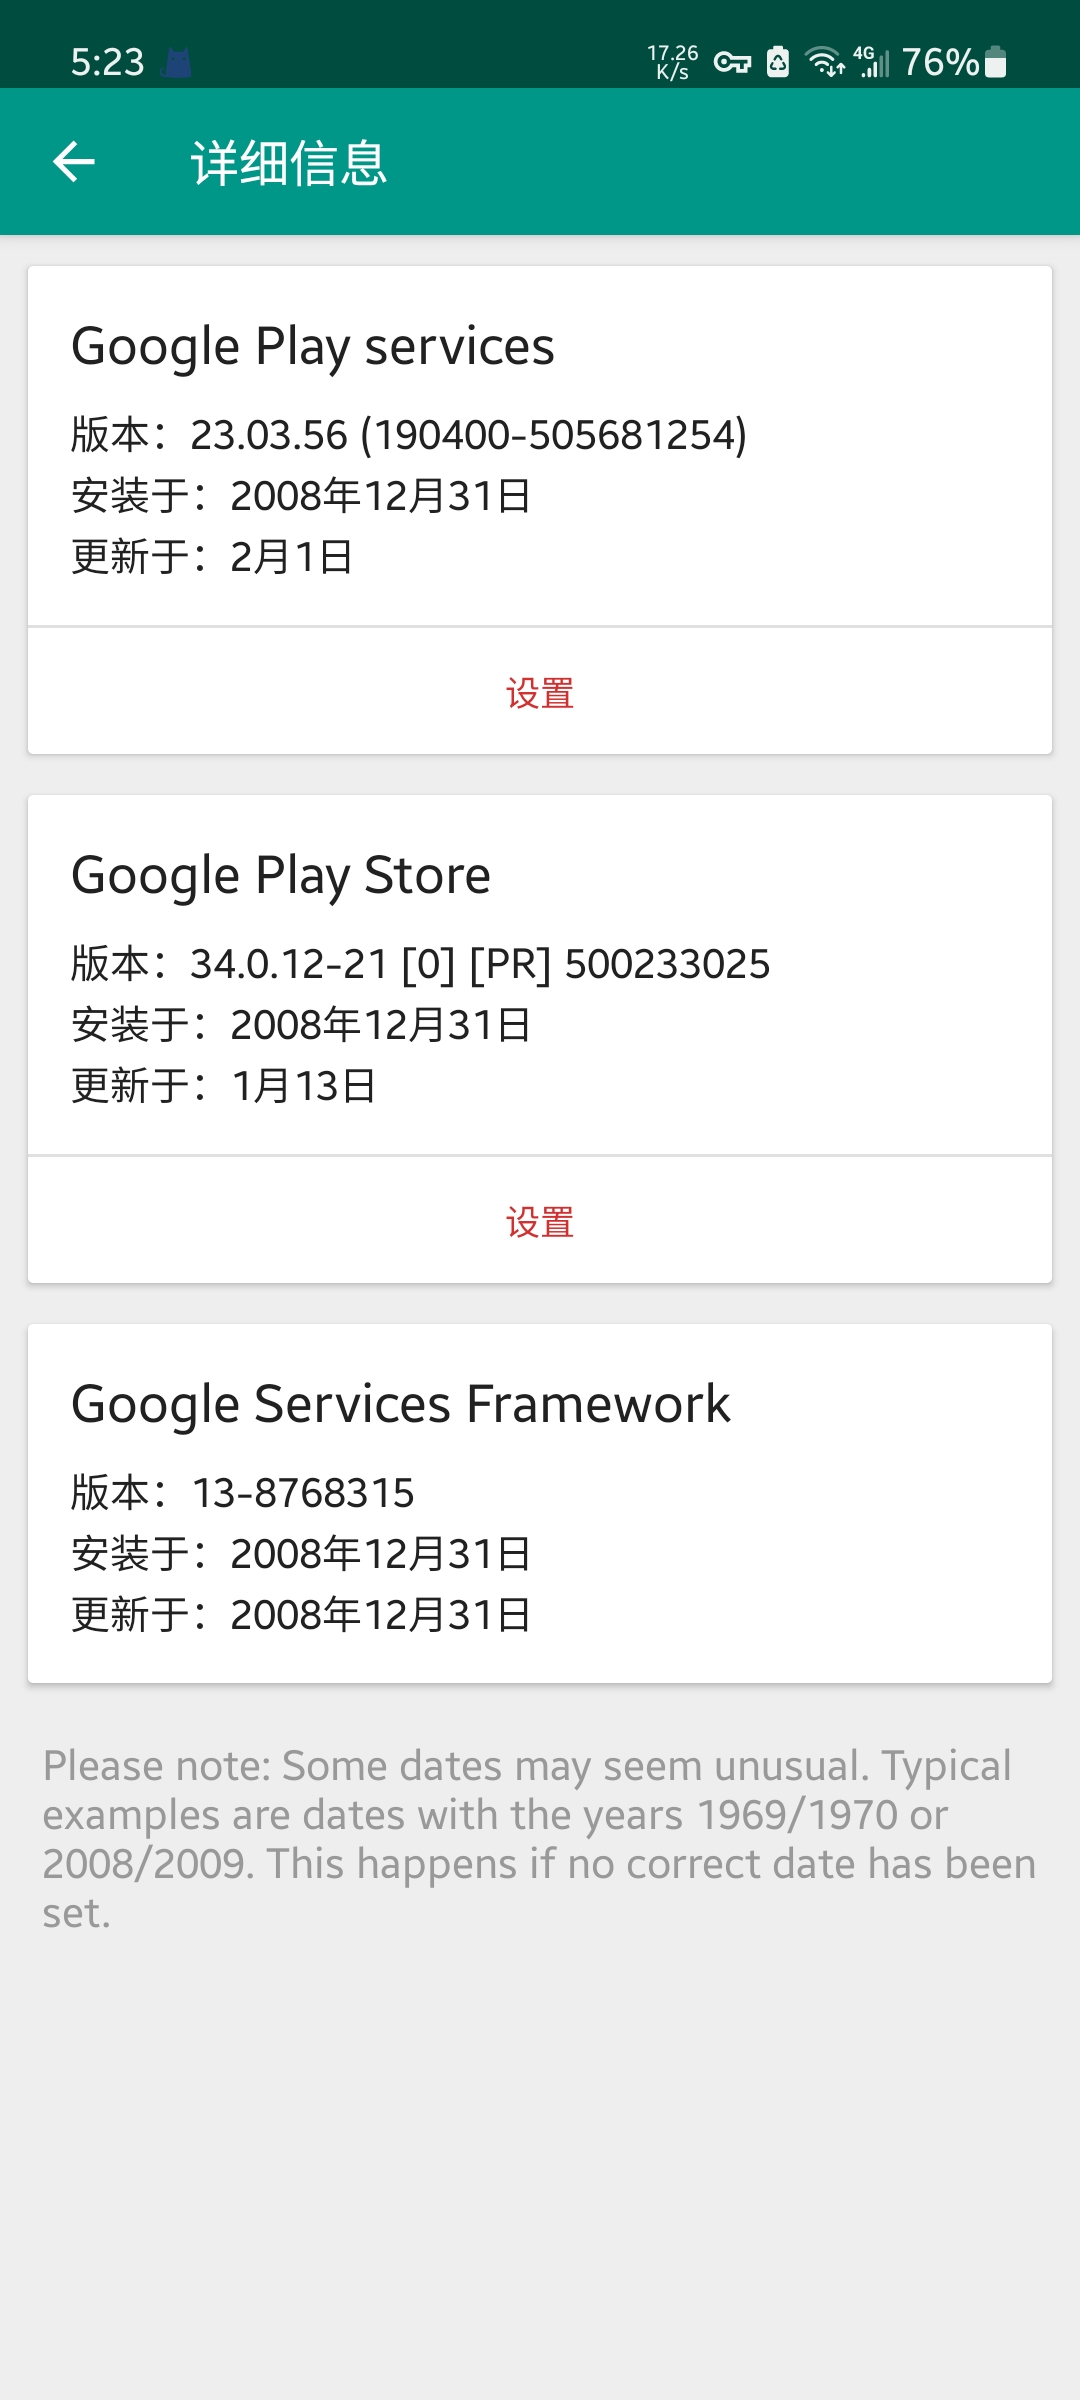 5:23
17.26
K/s
4G
76%
详细信息
Google Play services
版本：23.03.56 (190400-505681254)
安装于：2008年12月31日
更新于：2月1日
设置
Google Play Store
版本：34.0.12-21 [0] [PR] 500233025
安装于：2008年12月31日
更新于：1月13日
设置
Google Services Framework
版本：13-8768315
安装于：2008年12月31日
更新于：2008年12月31日
Please note: Some dates may seem unusual. Typical
examples are dates with the years 1969/1970 or
2008/2009. This happens if no correct date has been
set.